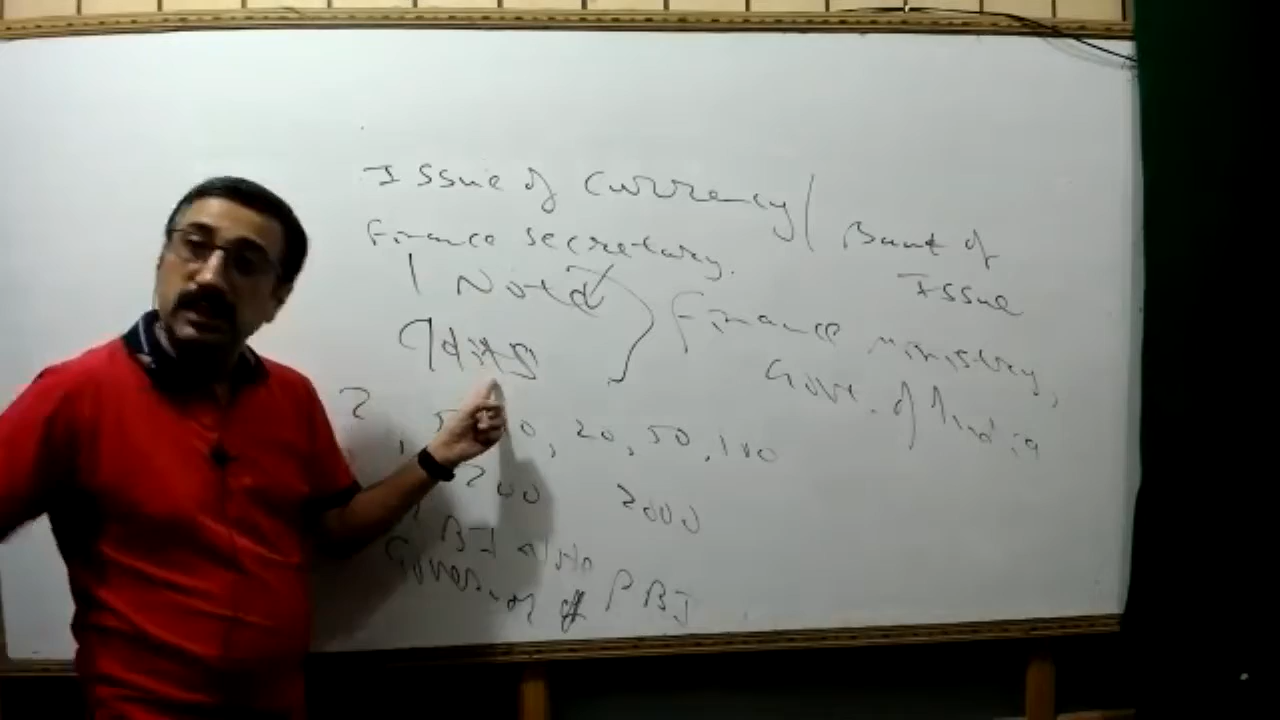 Issue of Currency / Bank of Issue
Finance Secretary.
1 Note } Finance ministry,
Govt. of India
2, 5, 10, 20, 50, 100
200 2000
Governor of RBI